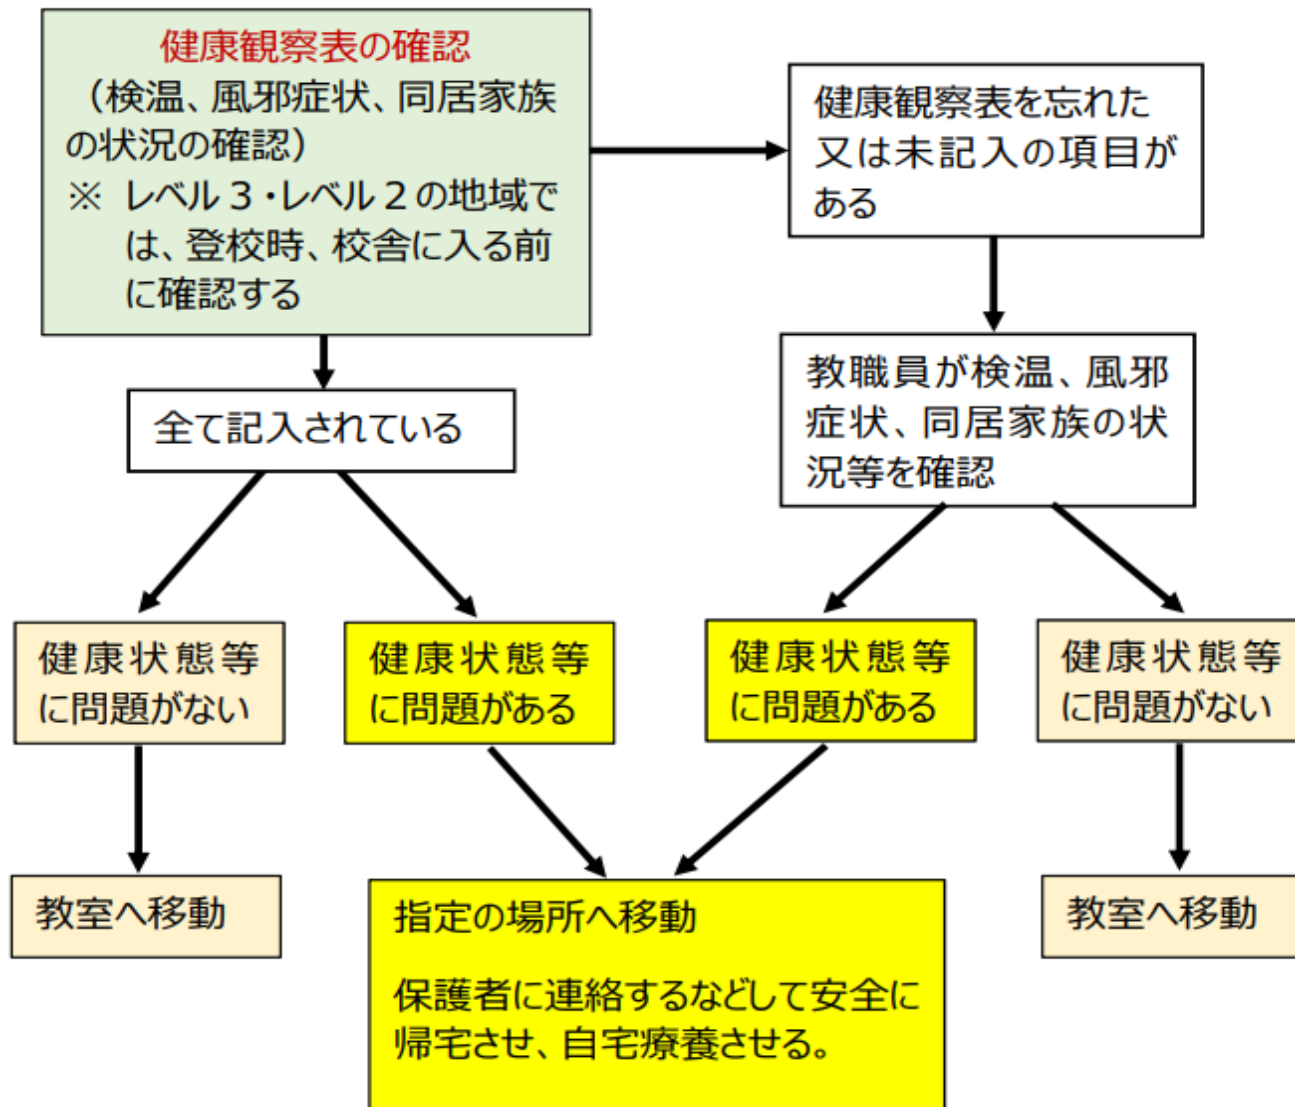 健康観察表の確認
（検温、風邪症状、同居家族
の状況の確認）
※ レベル３・レベル２の地域で
は、登校時、校舎に入る前
に確認する
健康観察表を忘れた
又は未記入の項目が
ある
全て記入されている
教職員が検温、風邪
症状、同居家族の状
況等を確認
健康状態等
に問題がない
健康状態等
に問題がある
健康状態等
に問題がある
健康状態等
に問題がない
教室へ移動
指定の場所へ移動
保護者に連絡するなどして安全に
帰宅させ、自宅療養させる。
教室へ移動